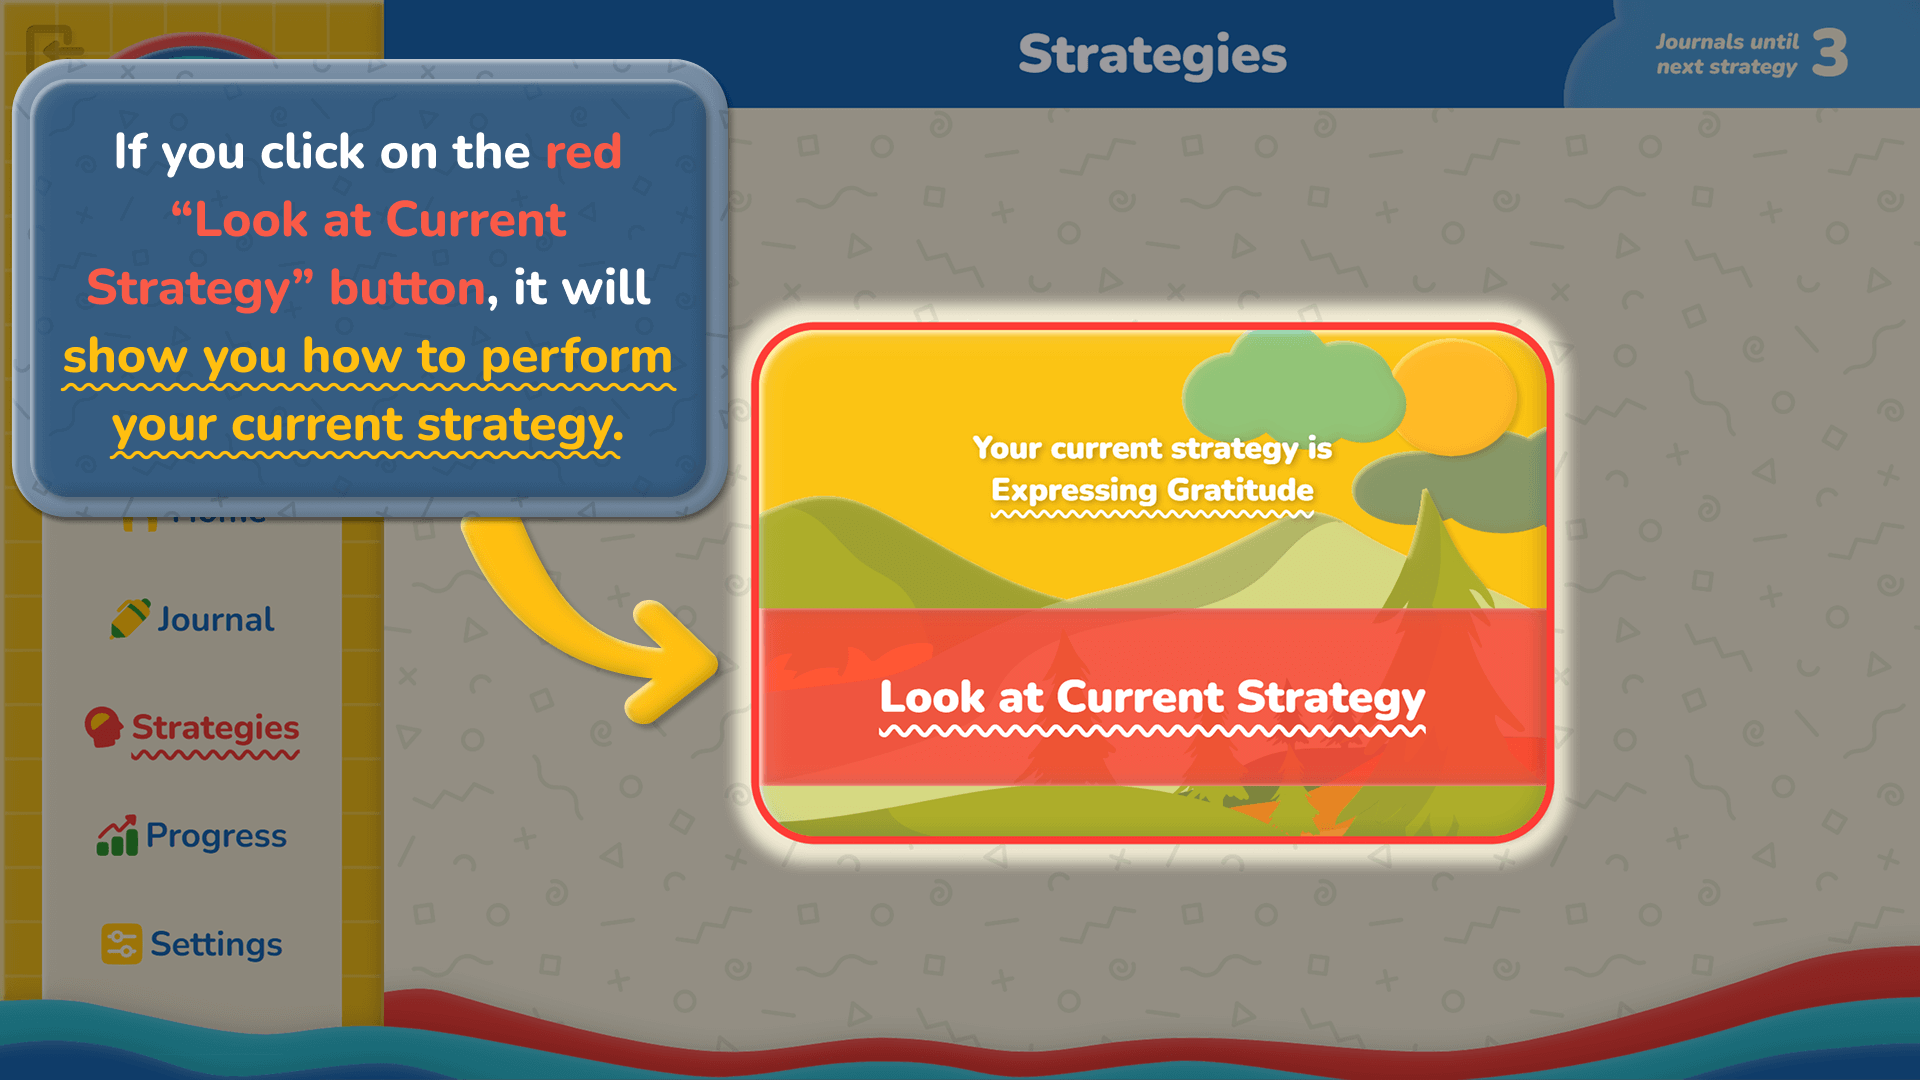 Strategies
Journals until
next strategy 3
If you click on the red
“Look at Current
Strategy” button, it will
show you how to perform
your current strategy.
Home
Journal
Strategies
Progress
Settings
Your current strategy is
Expressing Gratitude
Look at Current Strategy